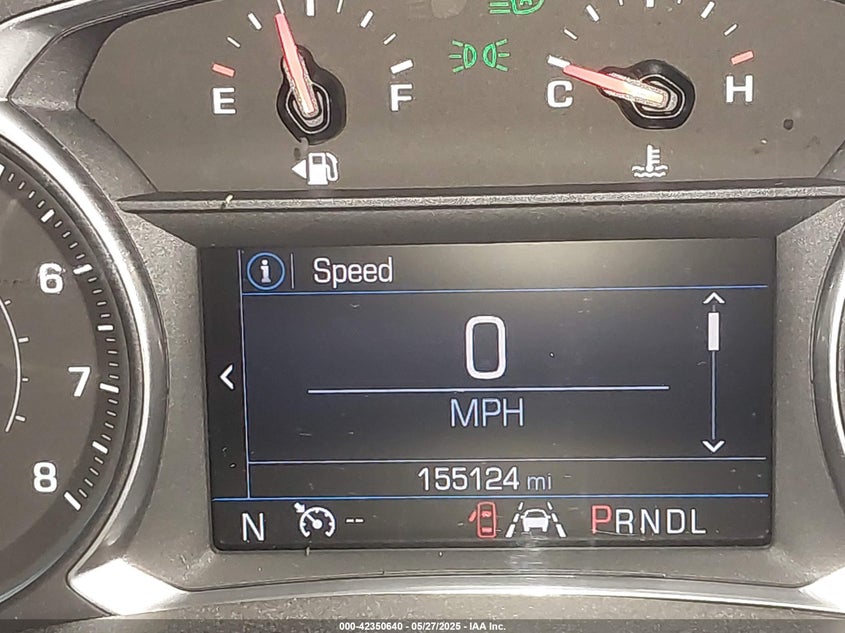 E F C H
6
7
8
i Speed
0
MPH
155124 mi
N -- PRNDL
000-42350640 - 05/27/2025 - IAA Inc.